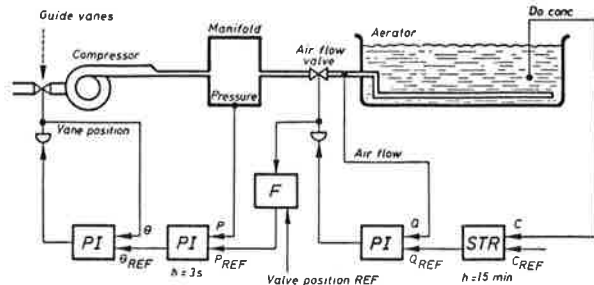 Guide vanes
Do conc
Manifold
Compressor
Air flow
valve
Aerator
Pressure
Vane position
Air flow
F
θ
P
Q
C
PI
PI
PI
STR
θREF
PREF
QREF
CREF
h = 3s
Valve position REF
h = 15 min